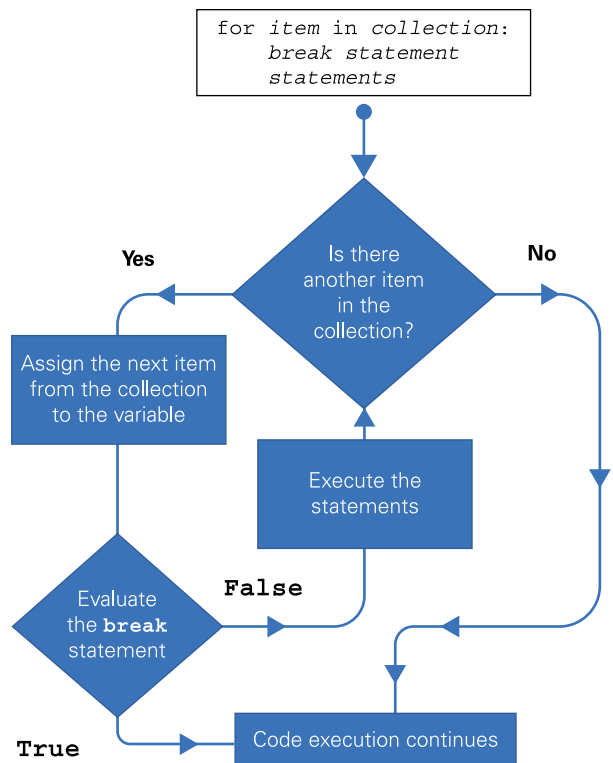 for item in collection:
break statement
statements
Is there
another item
in the
collection?
Yes
No
Assign the next item
from the collection
to the variable
Execute the
statements
Evaluate
the break
statement
False
True
Code execution continues